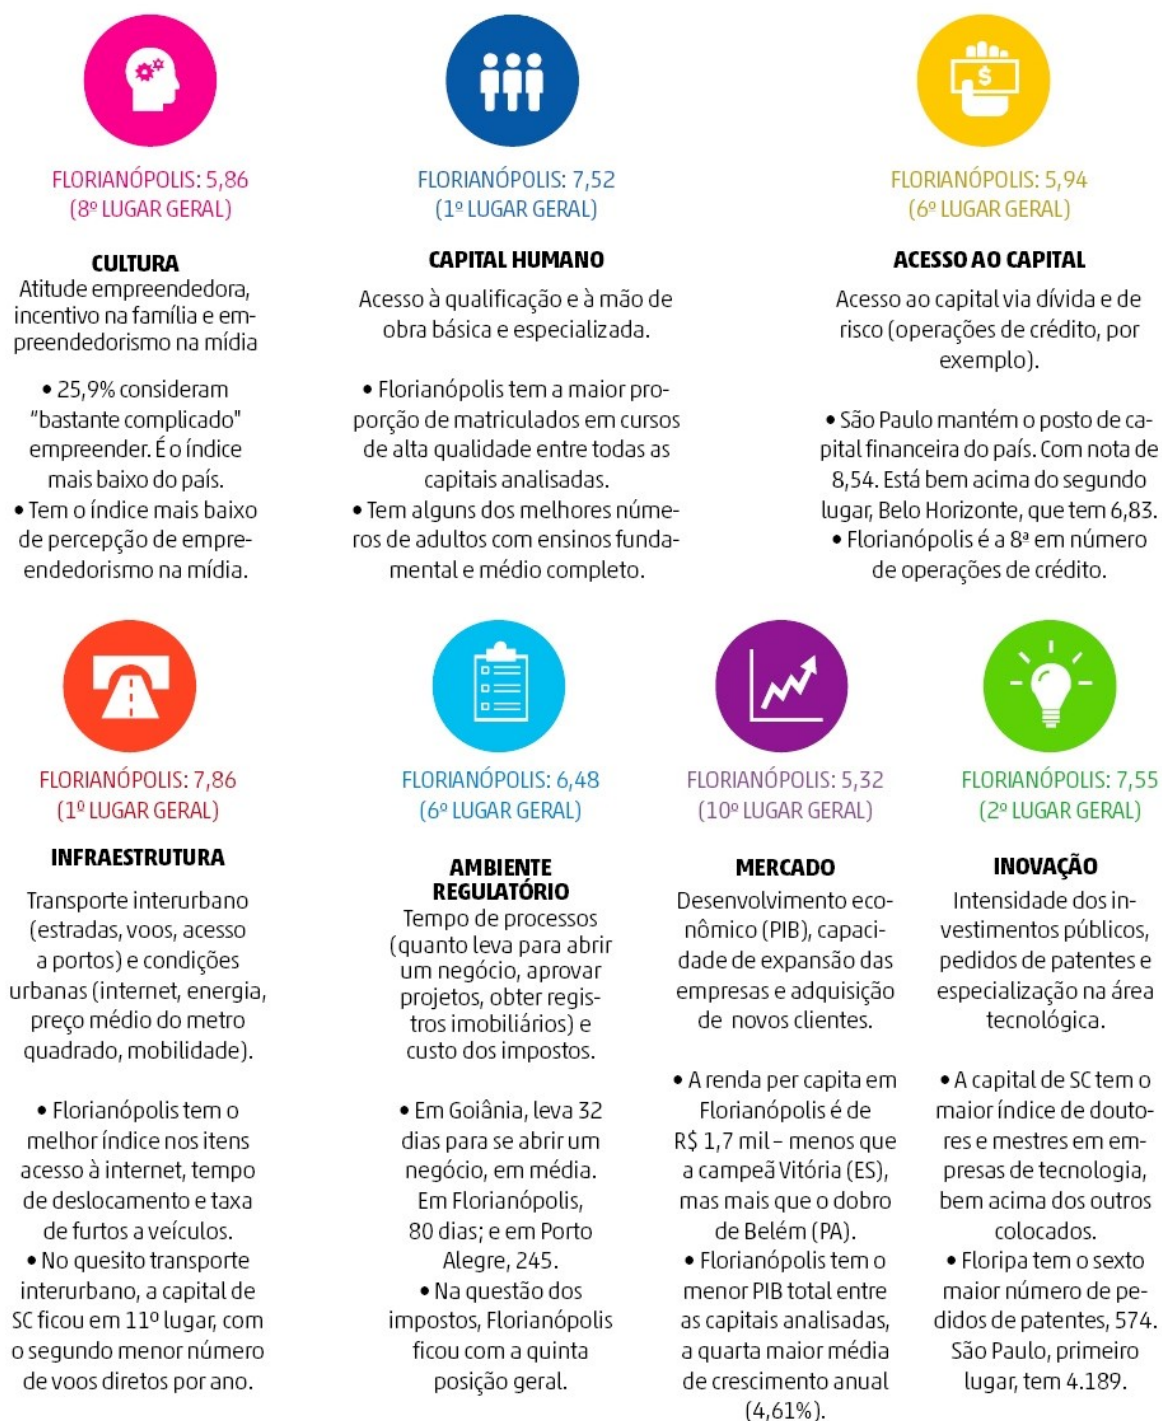 FLORIANÓPOLIS: 5,86
(8º LUGAR GERAL)
CULTURA
Atitude empreendedora,
incentivo na família e em-
preendedorismo na mídia
• 25,9% consideram
“bastante complicado"
empreender. É o índice
mais baixo do país.
• Tem o índice mais baixo
de percepção de empre-
endedorismo na mídia.
FLORIANÓPOLIS: 7,52
(1º LUGAR GERAL)
CAPITAL HUMANO
Acesso à qualificação e à mão de
obra básica e especializada.
• Florianópolis tem a maior pro-
porção de matriculados em cursos
de alta qualidade entre todas as
capitais analisadas.
• Tem alguns dos melhores núme-
ros de adultos com ensinos funda-
mental e médio completo.
$
FLORIANÓPOLIS: 5,94
(6º LUGAR GERAL)
ACESSO AO CAPITAL
Acesso ao capital via dívida e de
risco (operações de crédito, por
exemplo).
• São Paulo mantém o posto de ca-
pital financeira do país. Com nota de
8,54. Está bem acima do segundo
lugar, Belo Horizonte, que tem 6,83.
• Florianópolis é a 8ª em número
de operações de crédito.
FLORIANÓPOLIS: 7,86
(1º LUGAR GERAL)
INFRAESTRUTURA
Transporte interurbano
(estradas, voos, acesso
a portos) e condições
urbanas (internet, energia,
preço médio do metro
quadrado, mobilidade).
• Florianópolis tem o
melhor índice nos itens
acesso à internet, tempo
de deslocamento e taxa
de furtos a veículos.
• No quesito transporte
interurbano, a capital de
SC ficou em 11º lugar, com
o segundo menor número
de voos diretos por ano.
FLORIANÓPOLIS: 6,48
(6º LUGAR GERAL)
AMBIENTE
REGULATÓRIO
Tempo de processos
(quanto leva para abrir
um negócio, aprovar
projetos, obter regis-
tros imobiliários) e
custo dos impostos.
• Em Goiânia, leva 32
dias para se abrir um
negócio, em média.
Em Florianópolis,
80 dias; e em Porto
Alegre, 245.
• Na questão dos
impostos, Florianópolis
ficou com a quinta
posição geral.
FLORIANÓPOLIS: 5,32
(10º LUGAR GERAL)
MERCADO
Desenvolvimento eco-
nômico (PIB), capaci-
dade de expansão das
empresas e adquisição
de novos clientes.
• A renda per capita em
Florianópolis é de
R$ 1,7 mil – menos que
a campeã Vitória (ES),
mas mais que o dobro
de Belém (PA).
• Florianópolis tem o
menor PIB total entre
as capitais analisadas,
a quarta maior média
de crescimento anual
(4,61%).
FLORIANÓPOLIS: 7,55
(2º LUGAR GERAL)
INOVAÇÃO
Intensidade dos in-
vestimentos públicos,
pedidos de patentes e
especialização na área
tecnológica.
• A capital de SC tem o
maior índice de douto-
res e mestres em em-
presas de tecnologia,
bem acima dos outros
colocados.
• Floripa tem o sexto
maior número de pe-
didos de patentes, 574.
São Paulo, primeiro
lugar, tem 4.189.